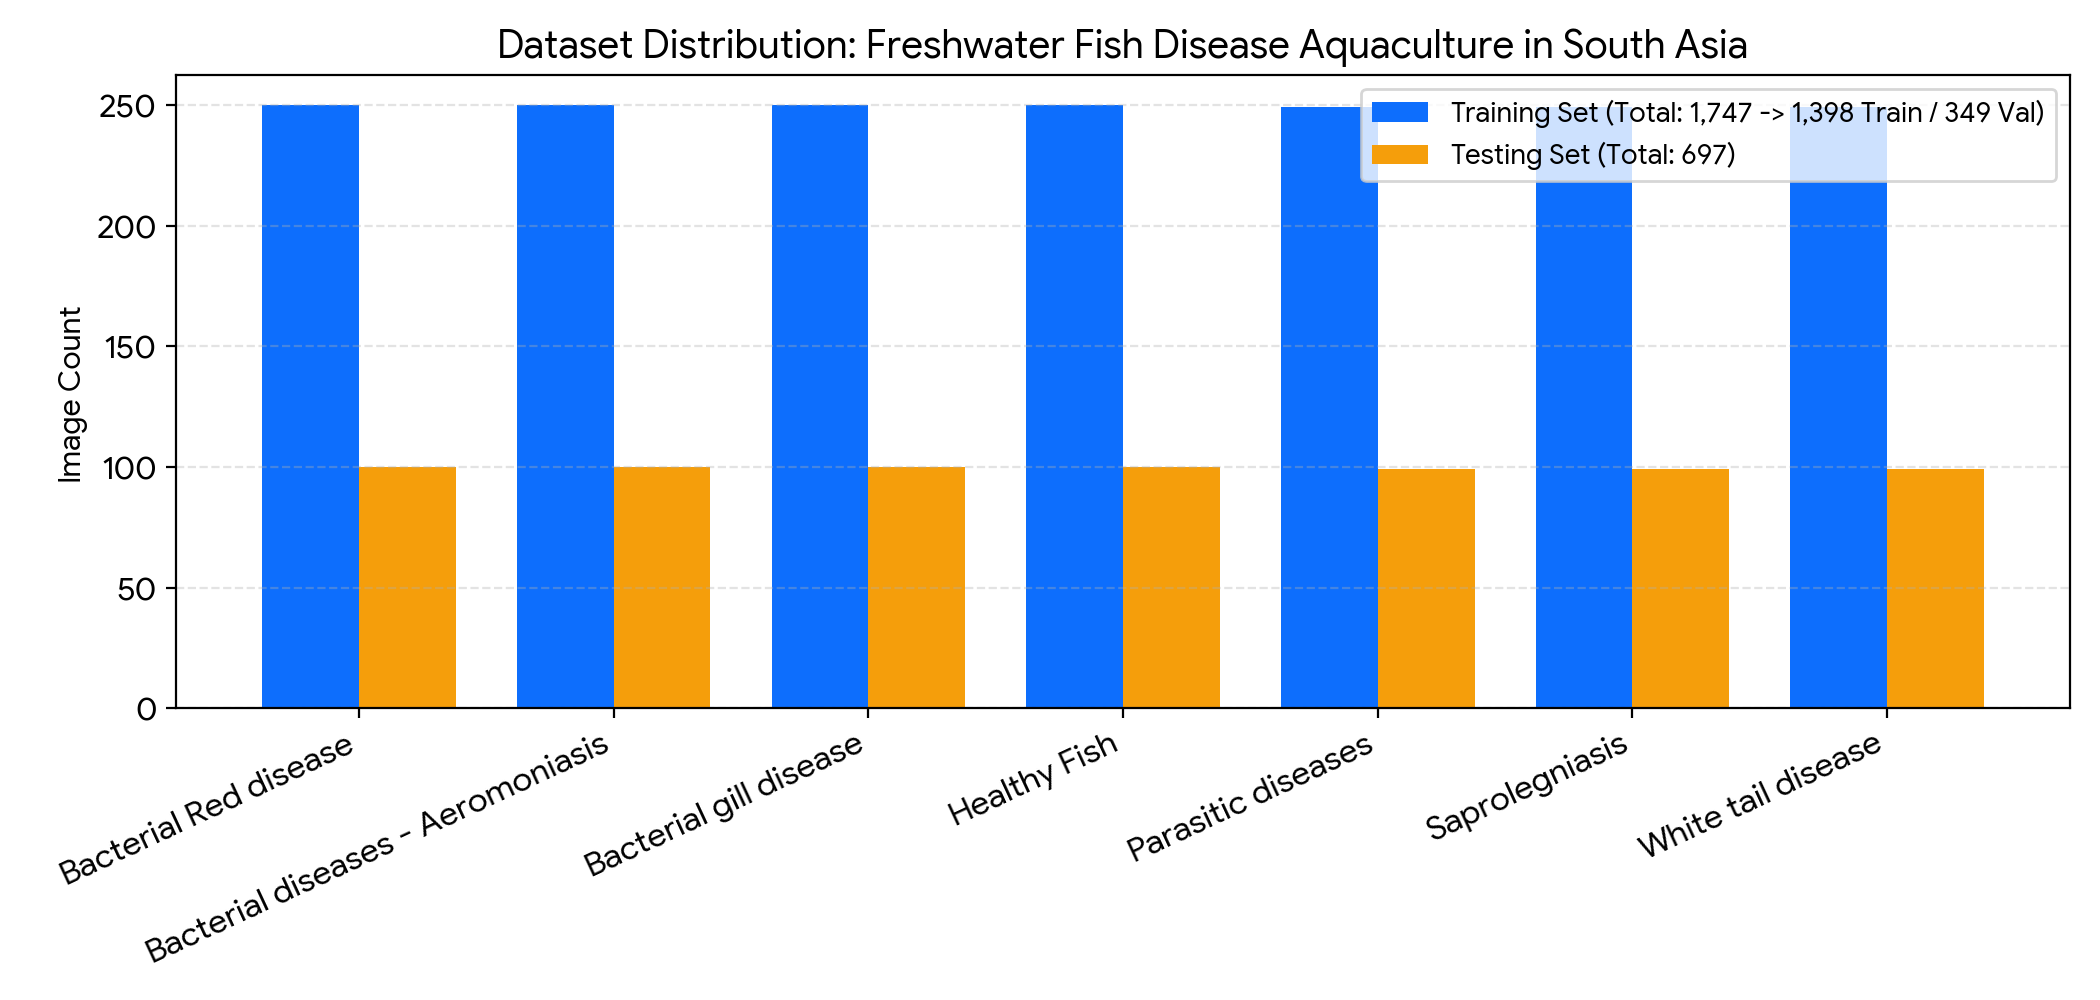 Dataset Distribution: Freshwater Fish Disease Aquaculture in South Asia
Training Set (Total: 1,747 -> 1,398 Train / 349 Val)
Testing Set (Total: 697)
Image Count
250
200
150
100
50
0
Bacterial Red disease
Bacterial diseases - Aeromoniasis
Bacterial gill disease
Healthy Fish
Parasitic diseases
Saprolegniasis
White tail disease